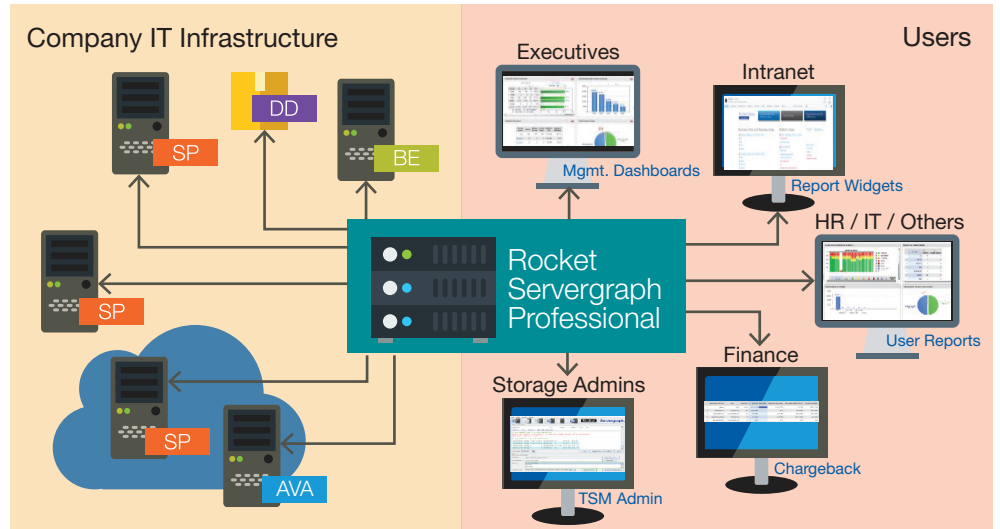 Company IT Infrastructure
Users
Executives
Intranet
DD
SP
BE
Mgmt. Dashboards
Report Widgets
HR / IT / Others
SP
Rocket
Servergraph
Professional
User Reports
Finance
Storage Admins
SP
AVA
Servergraph
Chargeback
TSM Admin